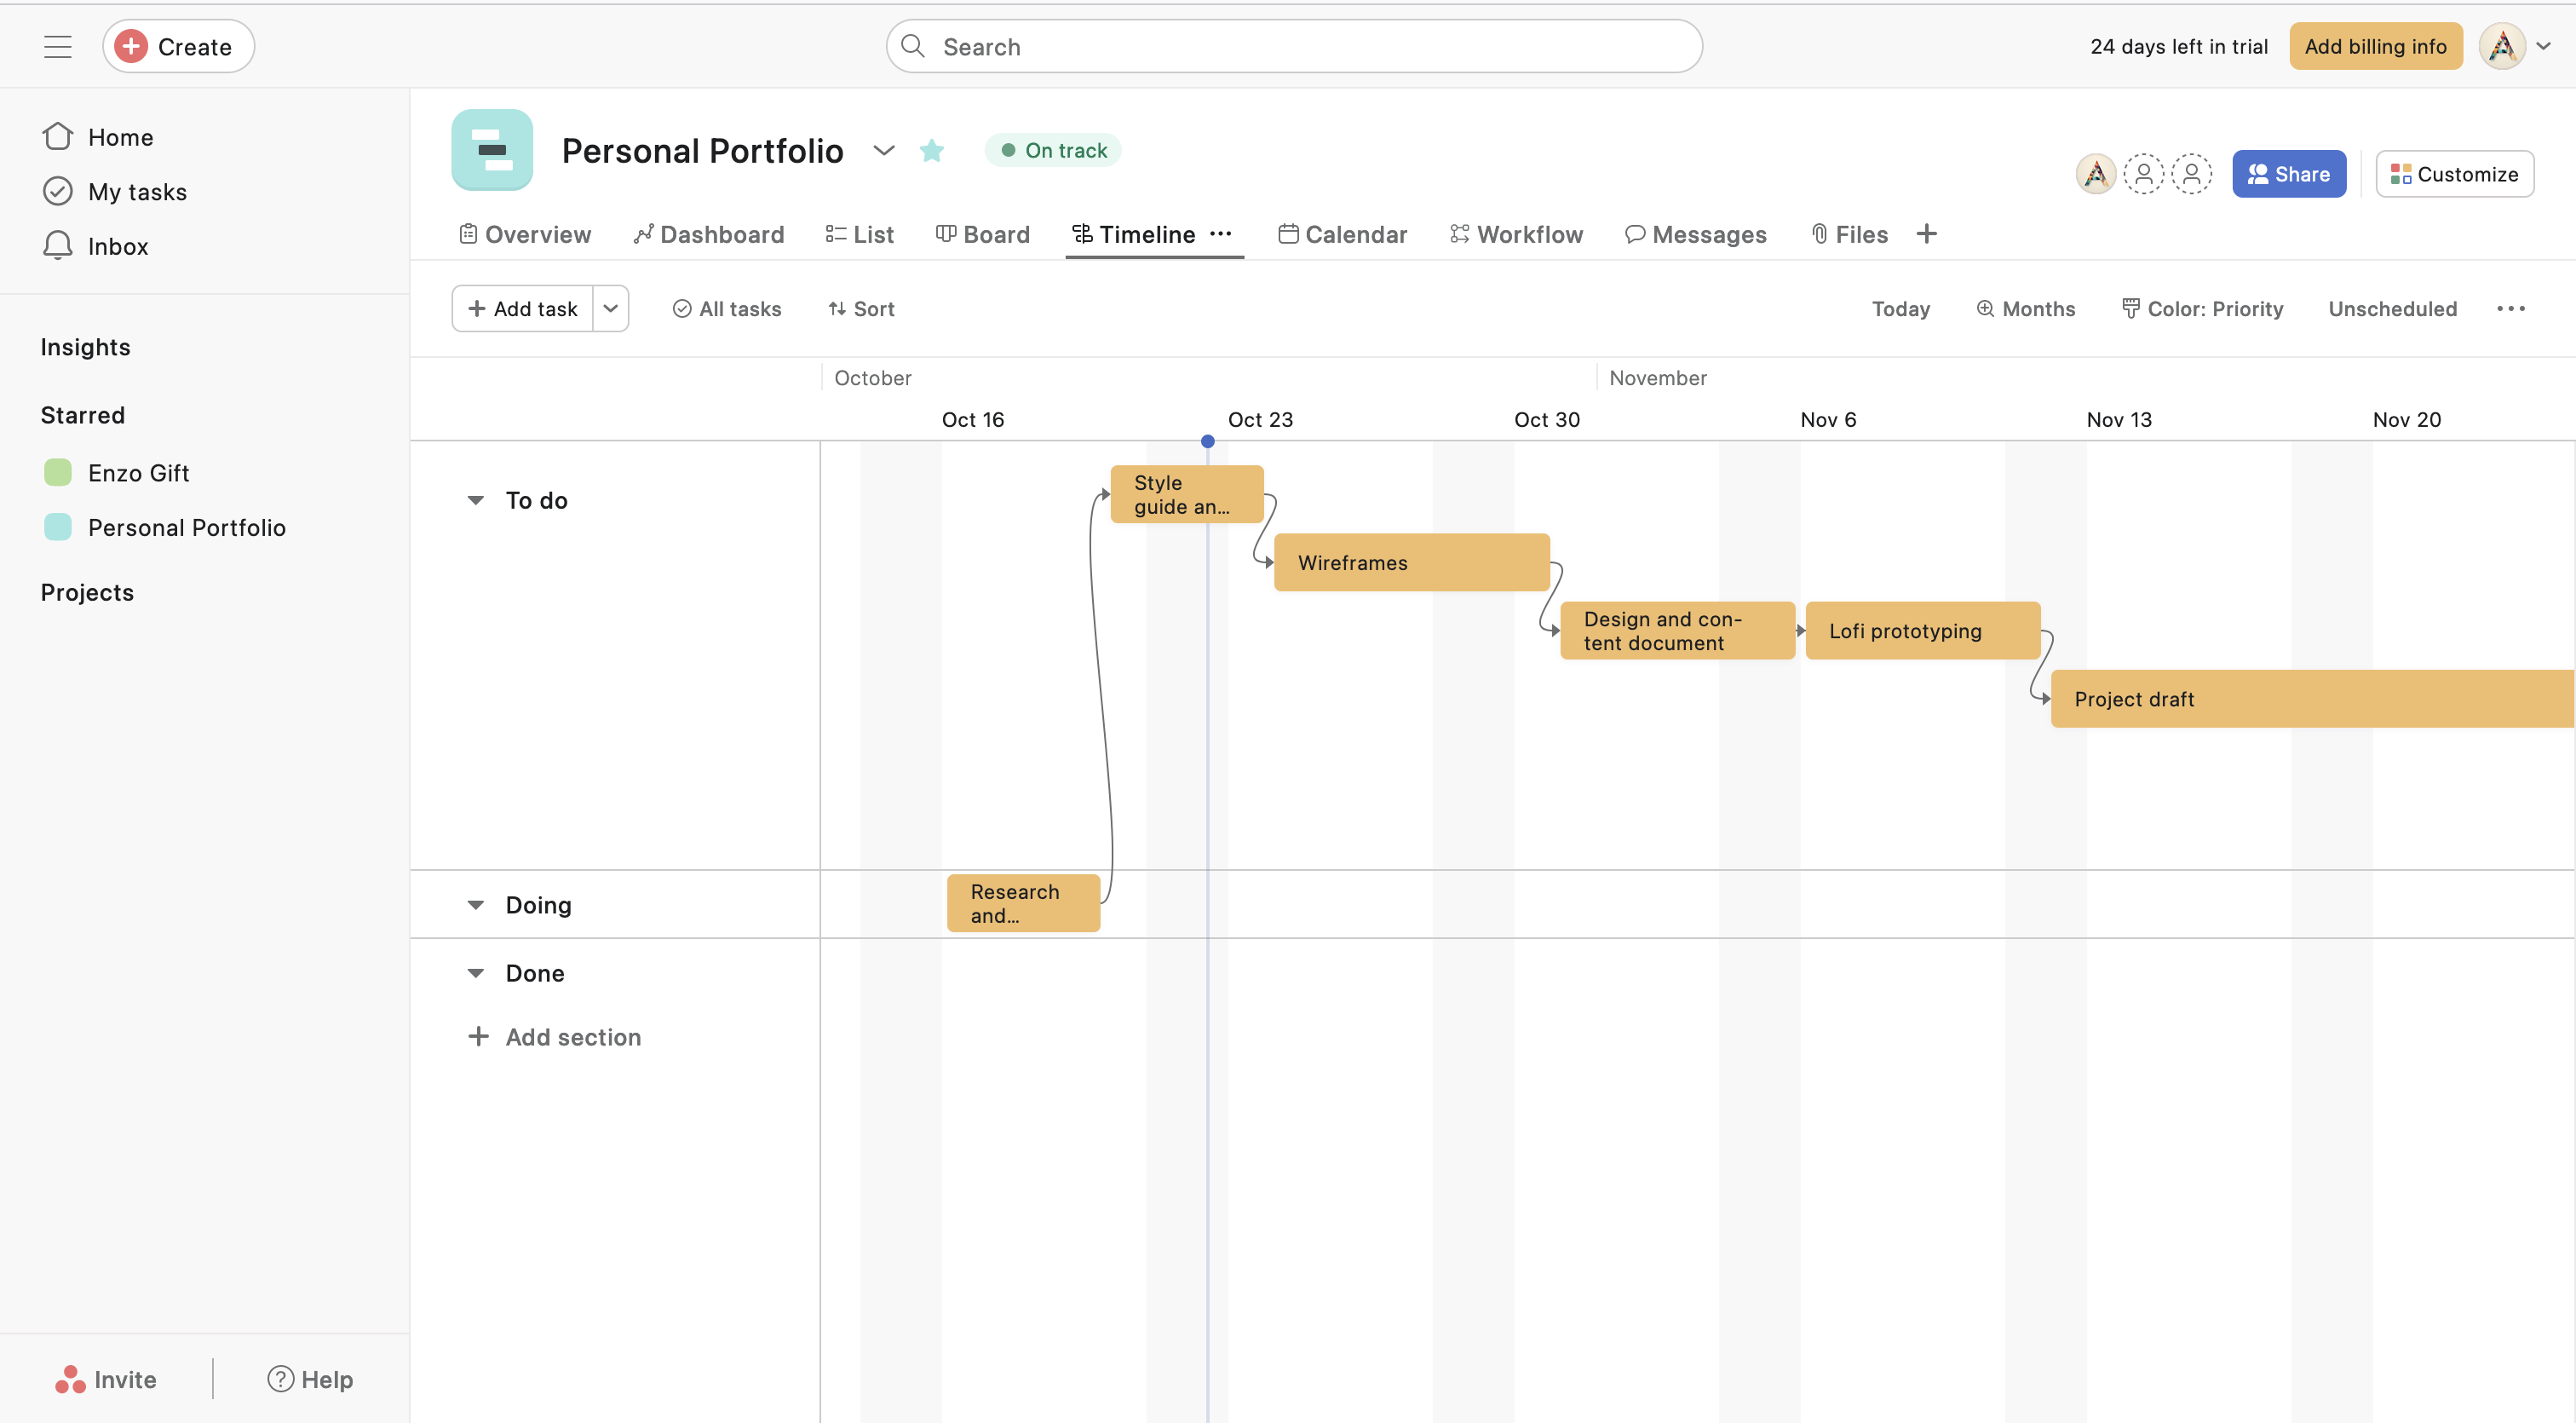 Create
Search
24 days left in trial
Add billing info
Home
My tasks
Inbox
Insights
Starred
Enzo Gift
Personal Portfolio
Projects
Invite
Help
Personal Portfolio
On track
Share
Customize
Overview
Dashboard
List
Board
Timeline
Calendar
Workflow
Messages
Files
Add task
All tasks
Sort
Today
Months
Color: Priority
Unscheduled
October
November
Oct 16
Oct 23
Oct 30
Nov 6
Nov 13
Nov 20
To do
Style
guide an...
Wireframes
Design and con-
tent document
Lofi prototyping
Project draft
Doing
Research
and...
Done
Add section